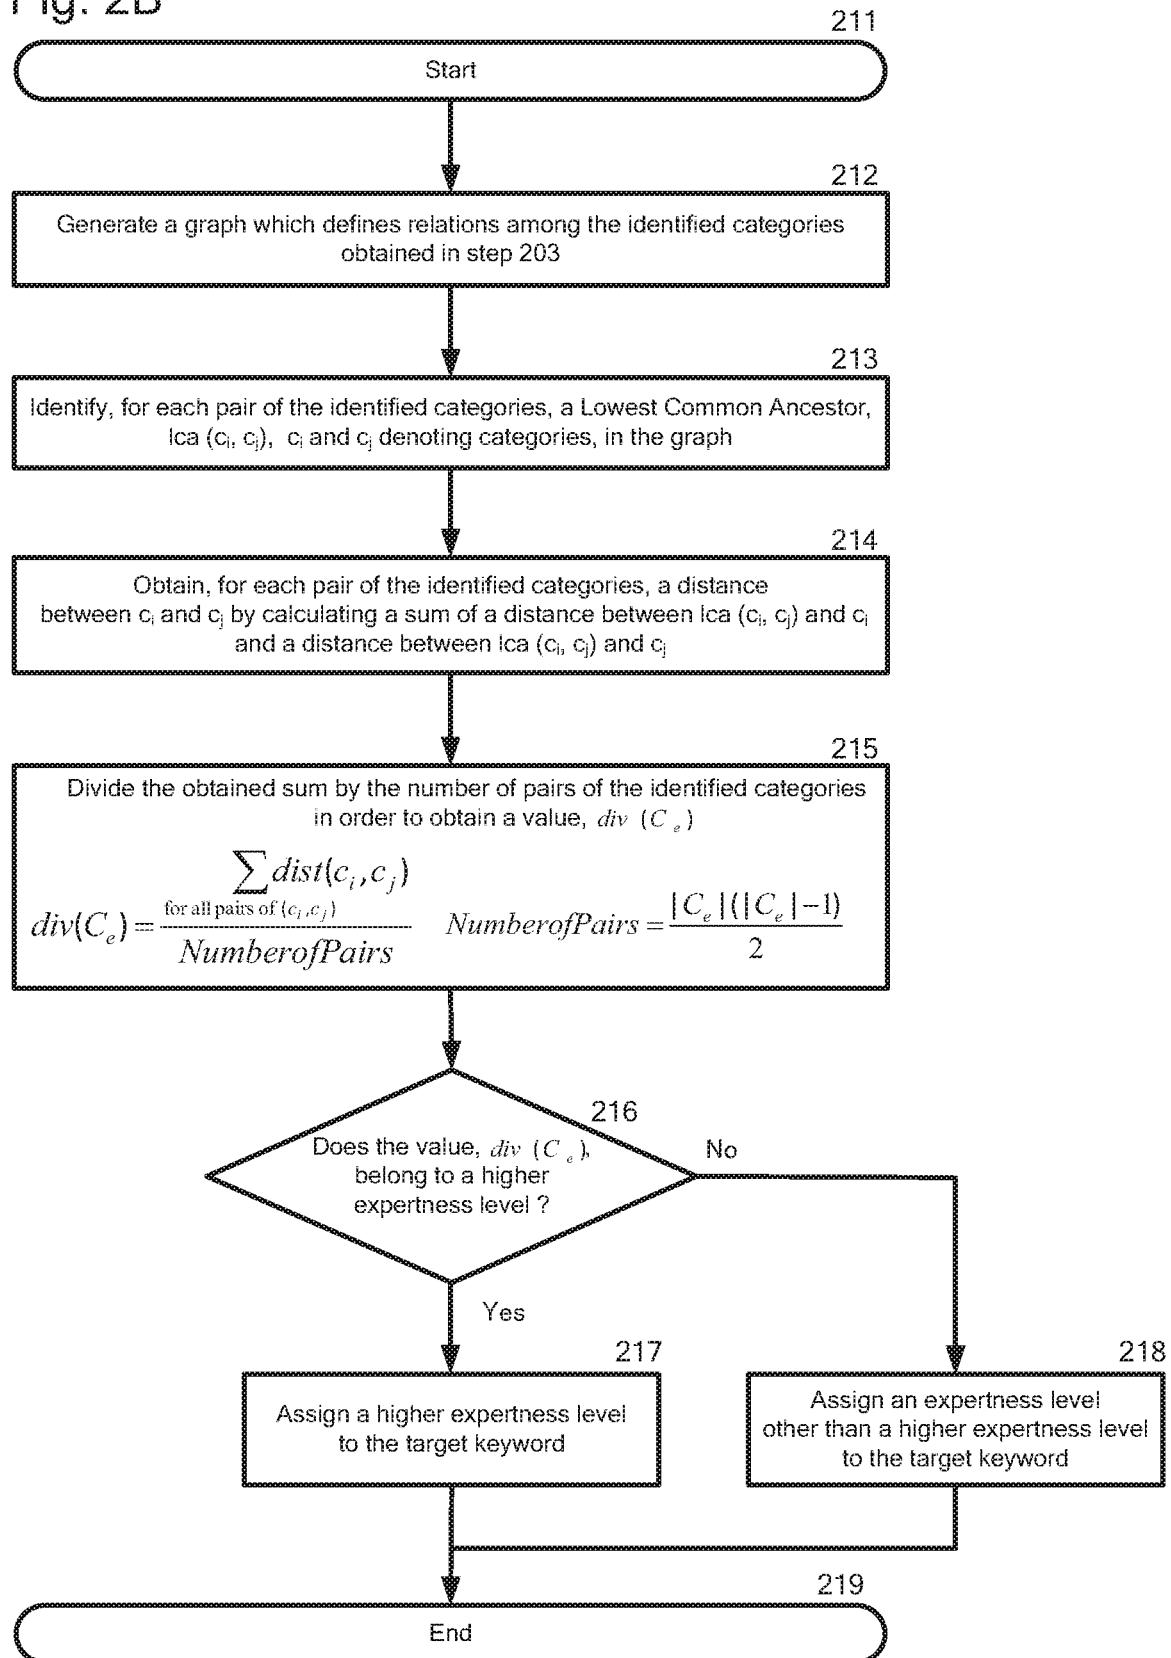 Fig. 2B
211
Start
212
Generate a graph which defines relations among the identified categories
obtained in step 203
213
Identify, for each pair of the identified categories, a Lowest Common Ancestor,
lca (cᵢ, cⱼ), cᵢ and cⱼ denoting categories, in the graph
214
Obtain, for each pair of the identified categories, a distance
between cᵢ and cⱼ by calculating a sum of a distance between lca (cᵢ, cⱼ) and cᵢ
and a distance between lca (cᵢ, cⱼ) and cⱼ
215
Divide the obtained sum by the number of pairs of the identified categories
in order to obtain a value, div (Cₑ)
∑dist(cᵢ,cⱼ)
for all pairs of (cᵢ,cⱼ)
div(Cₑ)=
NumberofPairs
NumberofPairs = |Cₑ|(|Cₑ|−1)
2
216
Does the value, div (Cₑ),
belong to a higher
expertness level ?
No
Yes
217
Assign a higher expertness level
to the target keyword
218
Assign an expertness level
other than a higher expertness level
to the target keyword
219
End